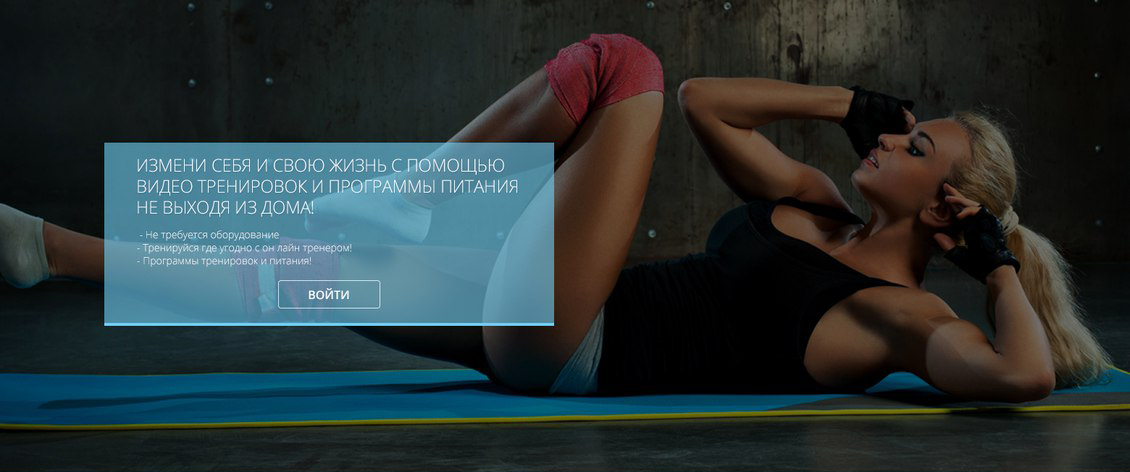 ИЗМЕНИ СЕБЯ И СВОЮ ЖИЗНЬ С ПОМОЩЬЮ
ВИДЕО ТРЕНИРОВОК И ПРОГРАММЫ ПИТАНИЯ
НЕ ВЫХОДЯ ИЗ ДОМА!
- Не требуется оборудование
- Тренируйся где угодно с он лайн тренером!
- Программы тренировок и питания!
ВОЙТИ